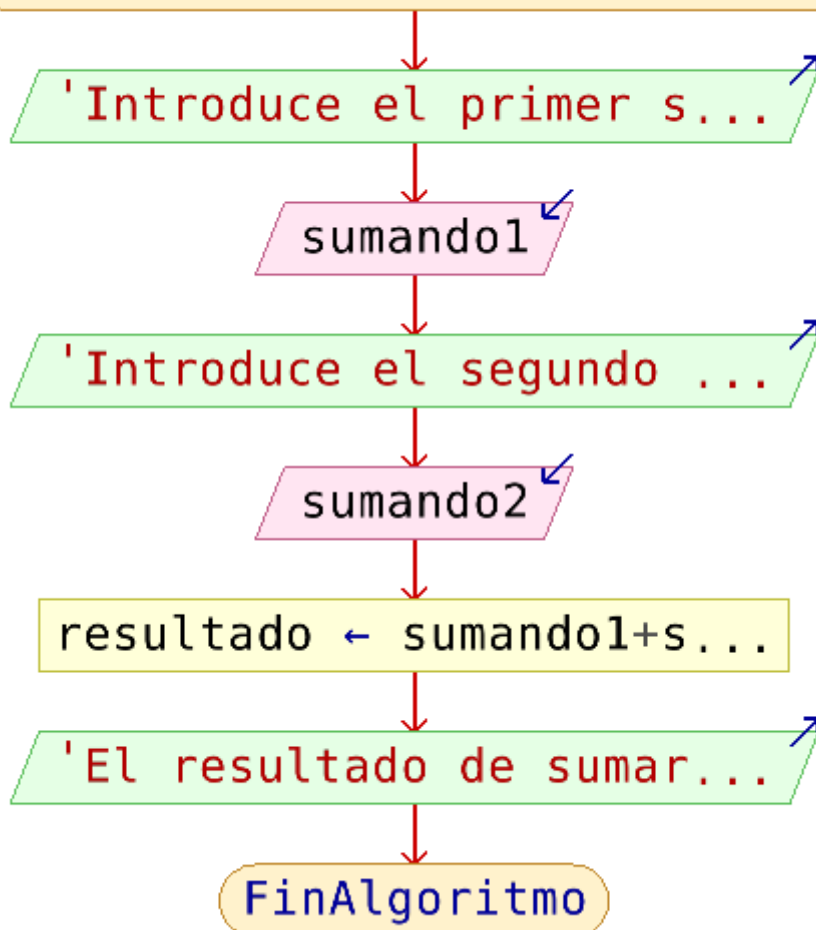 'Introduce el primer s...
sumando1
'Introduce el segundo ...
sumando2
resultado ← sumando1+s...
'El resultado de sumar...
FinAlgoritmo